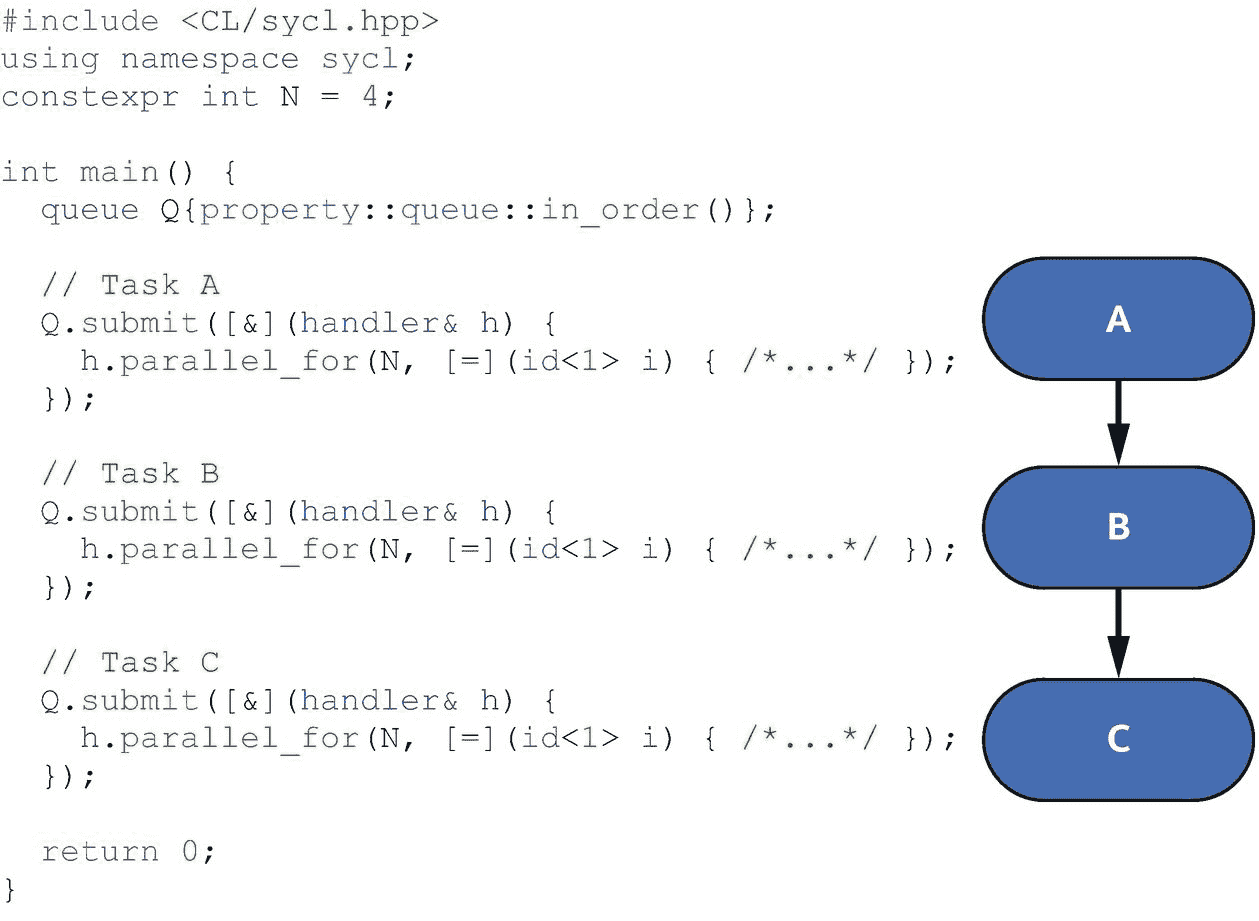 #include <CL/sycl.hpp>
using namespace sycl;
constexpr int N = 4;
int main() {
queue Q{property::queue::in_order()};
// Task A
Q.submit([&](handler& h) {
h.parallel_for(N, [=](id<1> i) { /*...*/ });
});
// Task B
Q.submit([&](handler& h) {
h.parallel_for(N, [=](id<1> i) { /*...*/ });
});
// Task C
Q.submit([&](handler& h) {
h.parallel_for(N, [=](id<1> i) { /*...*/ });
});
return 0;
}
A
B
C